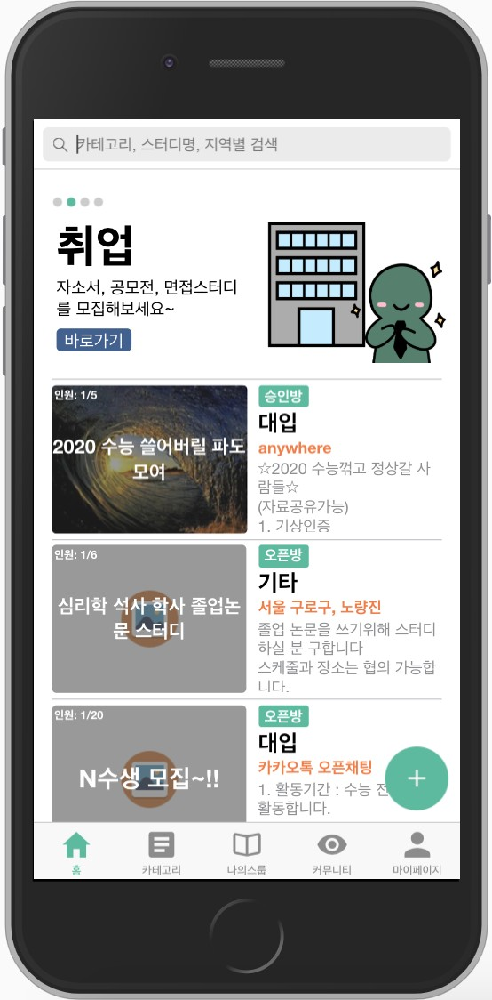 카테고리, 스터디명, 지역별 검색
취업
자소서, 공모전, 면접스터디
를 모집해보세요~
바로가기
인원: 1/5
2020 수능 쓸어버릴 파도
모여
승인방
대입
anywhere
☆2020 수능꺾고 정상갈 사
람들☆
(자료공유가능)
1. 기상인증
인원: 1/6
심리학 석사 학사 졸업논
문 스터디
오픈방
기타
서울 구로구, 노량진
졸업 논문을 쓰기위해 스터디
하실 분 구합니다
스케줄과 장소는 협의 가능합
니다.
인원: 1/20
N수생 모집~!!
오픈방
대입
카카오톡 오픈채팅
1. 활동기간 : 수능 전
활동합니다.
+
홈
카테고리
나의스룹
커뮤니티
마이페이지